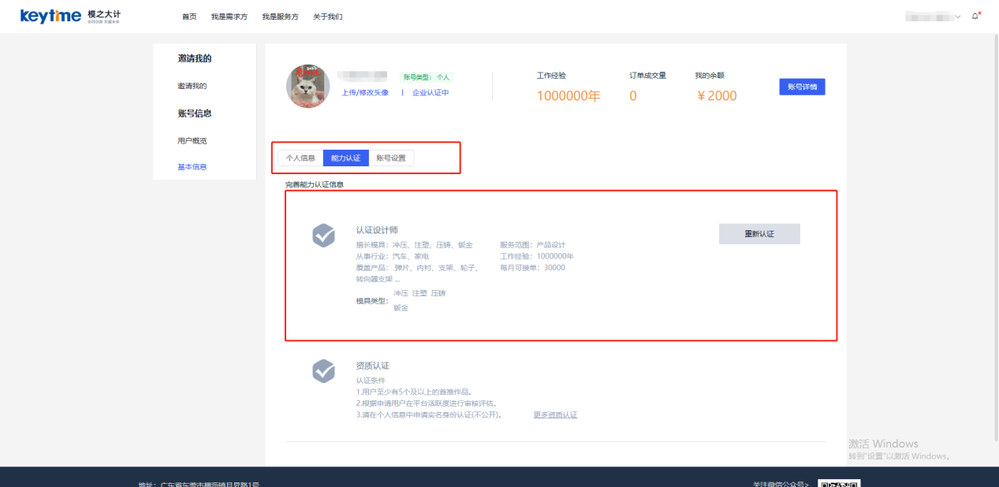 keytime 模之大计
首页 我是需求方 我是服务方 关于我们
邀请我的
邀请我的
账号信息
用户概览
基本信息
账号类型： 个人
上传/修改头像 | 企业认证中
工作经验
1000000年
订单成交量
0
我的余额
￥2000
账号详情
个人信息 能力认证 账号设置
完善能力认证信息
认证设计师
擅长模具：冲压、注塑、压铸、钣金
从事行业：汽车、家电
覆盖产品： 弹片、内衬、支架、轮子、
转向器支架 ...
模具类型：
冲压 注塑 压铸
钣金
服务范围：产品设计
工作经验：1000000年
每月可接单：30000
重新认证
资质认证
认证条件
1.用户至少有5个及以上的首推作品。
2.根据申请用户在平台活跃度进行审核评估。
3.请在个人信息中申请实名身份认证(不公开)。
更多资质认证
激活 Windows
转到"设置"以激活 Windows。
地址：广东省东莞市横沥镇月昇路1号
关注微信公众号>